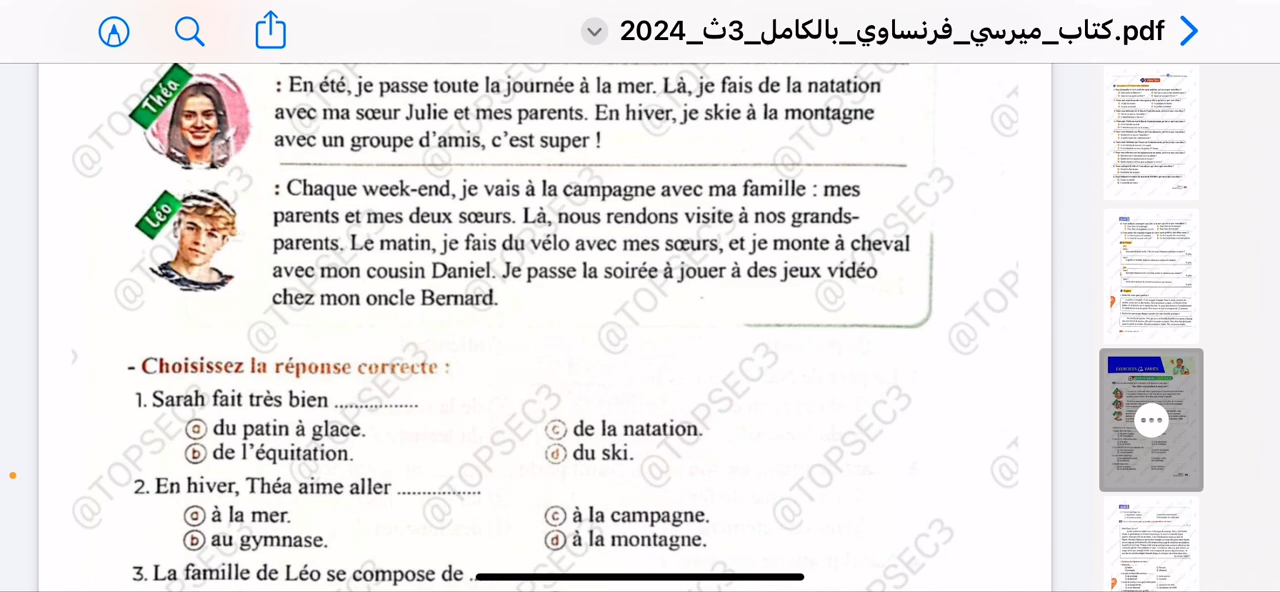 كتاب_ميرسي_فرنساوي_بالكامل_3ث_2024.pdf
Théa
: En été, je passe toute la journée à la mer. Là, je fais de la natation
avec ma sœur Julie et mes parents. En hiver, je skie à la montagne
avec un groupe d'amis, c'est super !
Léo
: Chaque week-end, je vais à la campagne avec ma famille : mes
parents et mes deux sœurs. Là, nous rendons visite à nos grands-
parents. Le matin, je fais du vélo avec mes sœurs, et je monte à cheval
avec mon cousin Daniel. Je passe la soirée à jouer à des jeux vidéo
chez mon oncle Bernard.
- Choisissez la réponse correcte :
1. Sarah fait très bien ................
ⓐ du patin à glace.
ⓒ de la natation.
ⓑ de l'équitation.
ⓓ du ski.
2. En hiver, Théa aime aller ................
ⓐ à la mer.
ⓒ à la campagne.
ⓑ au gymnase.
ⓓ à la montagne.
3. La famille de Léo se compose de
@TOPSEC3